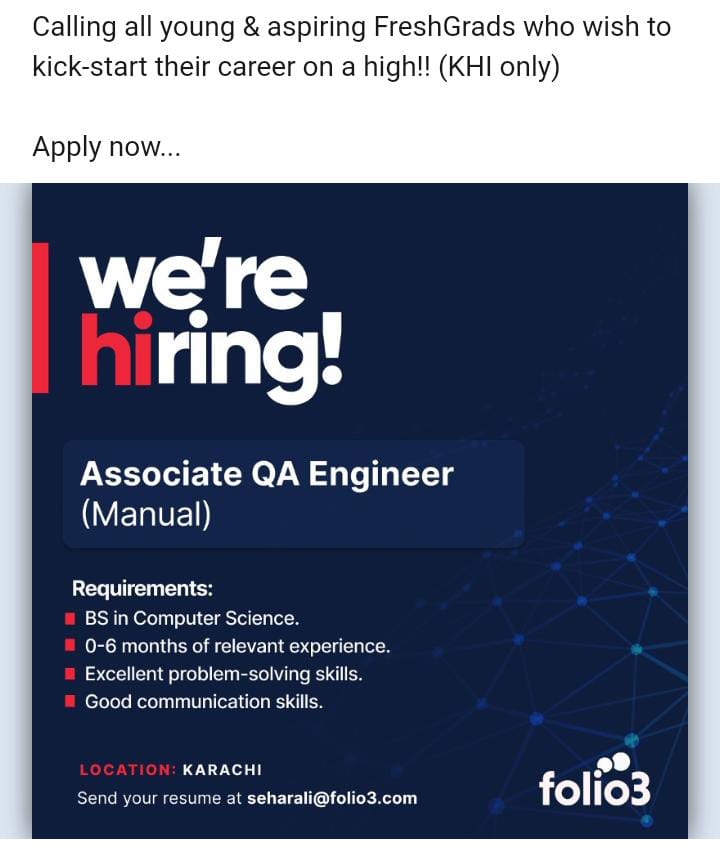 Calling all young & aspiring FreshGrads who wish to
kick-start their career on a high!! (KHI only)
Apply now...
we're
hiring!
Associate QA Engineer
(Manual)
Requirements:
BS in Computer Science.
0-6 months of relevant experience.
Excellent problem-solving skills.
Good communication skills.
LOCATION: KARACHI
Send your resume at seharali@folio3.com
folio3